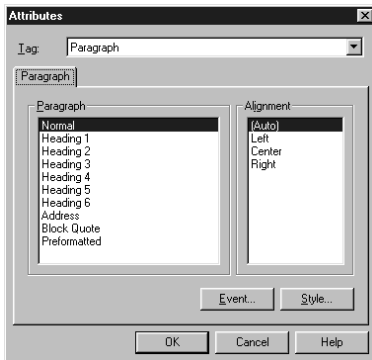 Attributes
Tag: Paragraph
Paragraph
Paragraph
Normal
Heading 1
Heading 2
Heading 3
Heading 4
Heading 5
Heading 6
Address
Block Quote
Preformatted
Alignment
(Auto)
Left
Center
Right
Event... Style...
OK Cancel Help